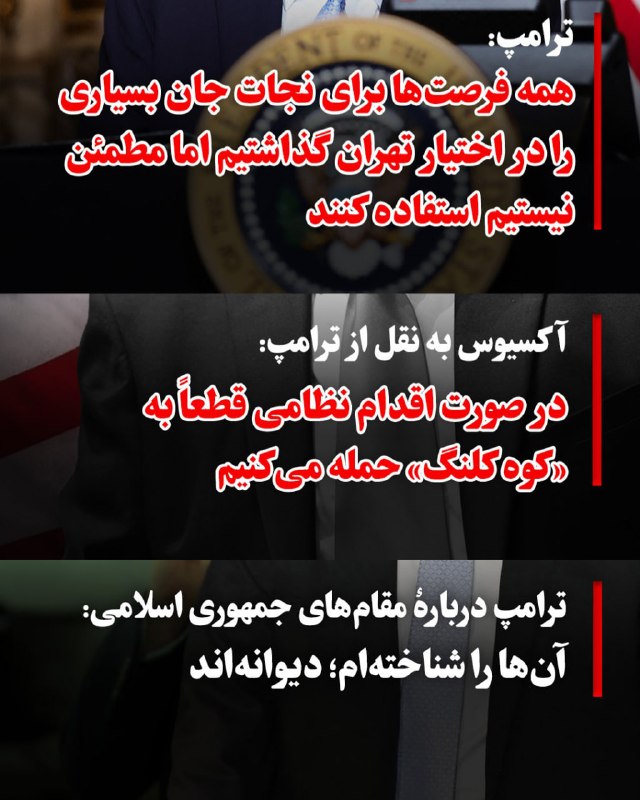 ترامپ:
همه فرصت‌ها برای نجات جان بسیاری
را در اختیار تهران گذاشتیم اما مطمئن
نیستیم استفاده کنند
آکسیوس به نقل از ترامپ:
در صورت اقدام نظامی قطعاً به
«کوه کلنگ» حمله می‌کنیم
ترامپ دربارهٔ مقام‌های جمهوری اسلامی:
آن‌ها را شناخته‌ام؛ دیوانه‌اند